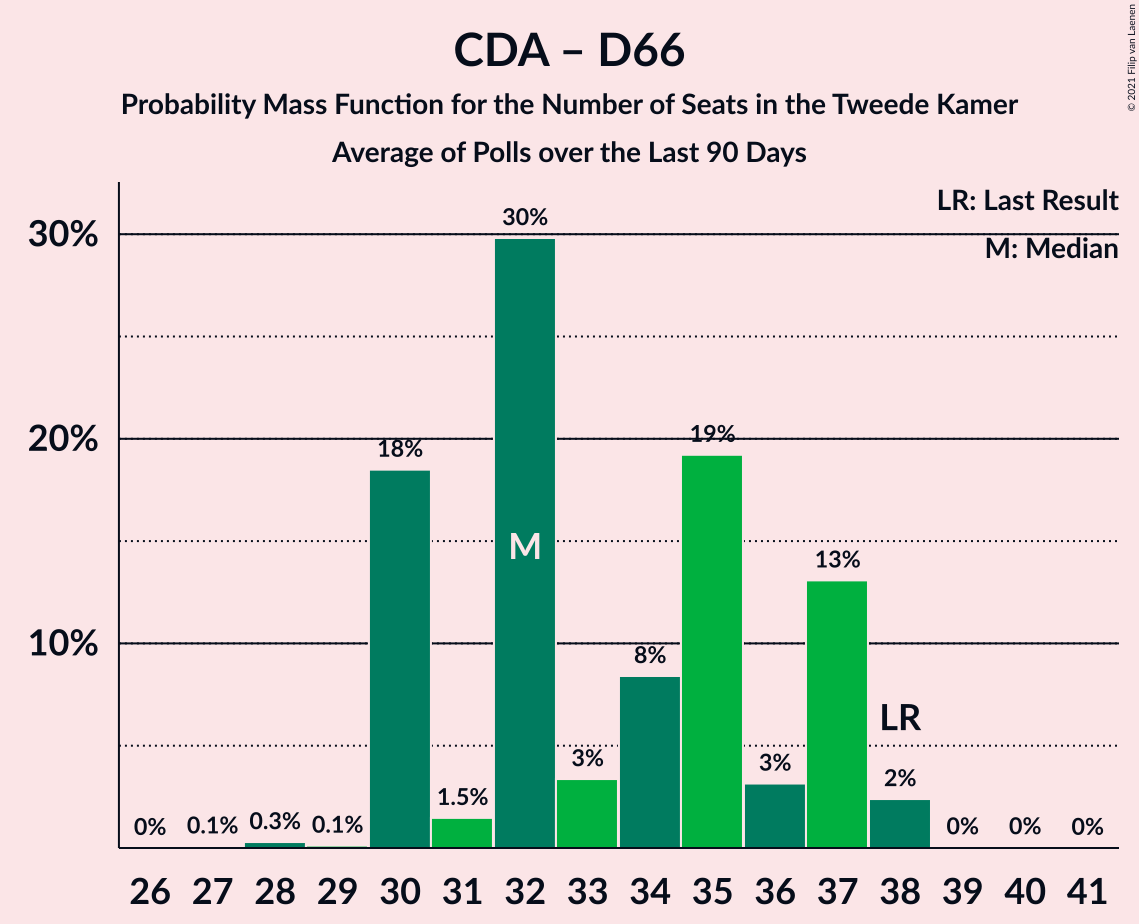 © 2021 Filip van Laenen
CDA – D66
Probability Mass Function for the Number of Seats in the Tweede Kamer
Average of Polls over the Last 90 Days
LR: Last Result
M: Median
30%
20%
10%
0%
0.1%
0.3%
0.1%
18%
1.5%
30%
3%
8%
19%
3%
13%
2%
0%
0%
0%
M
LR
26 27 28 29 30 31 32 33 34 35 36 37 38 39 40 41